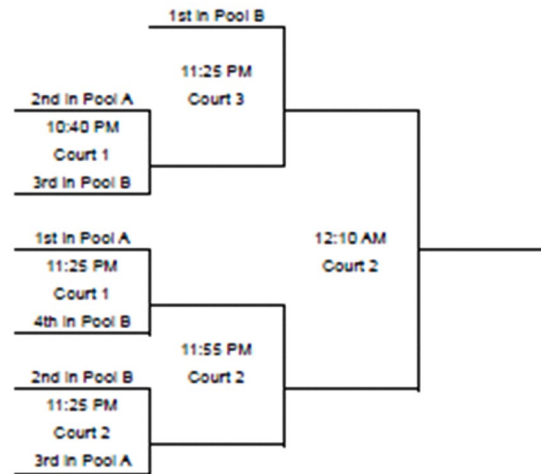 1st in Pool B
11:25 PM
Court 3
2nd in Pool A
10:40 PM
Court 1
3rd in Pool B
1st in Pool A
11:25 PM
Court 1
4th in Pool B
12:10 AM
Court 2
11:55 PM
Court 2
2nd in Pool B
11:25 PM
Court 2
3rd in Pool A